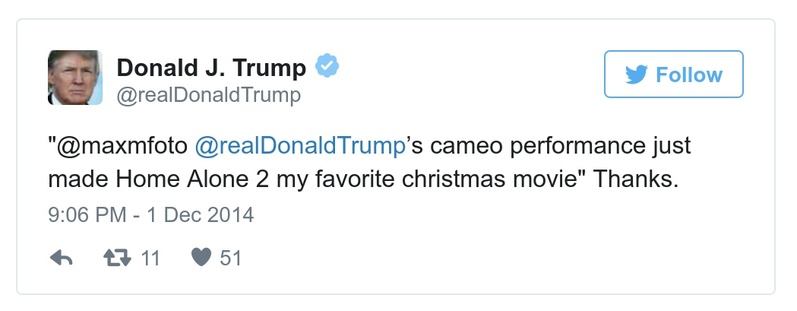 Donald J. Trump
@realDonaldTrump
Follow
"@maxmfoto @realDonaldTrump's cameo performance just
made Home Alone 2 my favorite christmas movie" Thanks.
9:06 PM - 1 Dec 2014
11 51